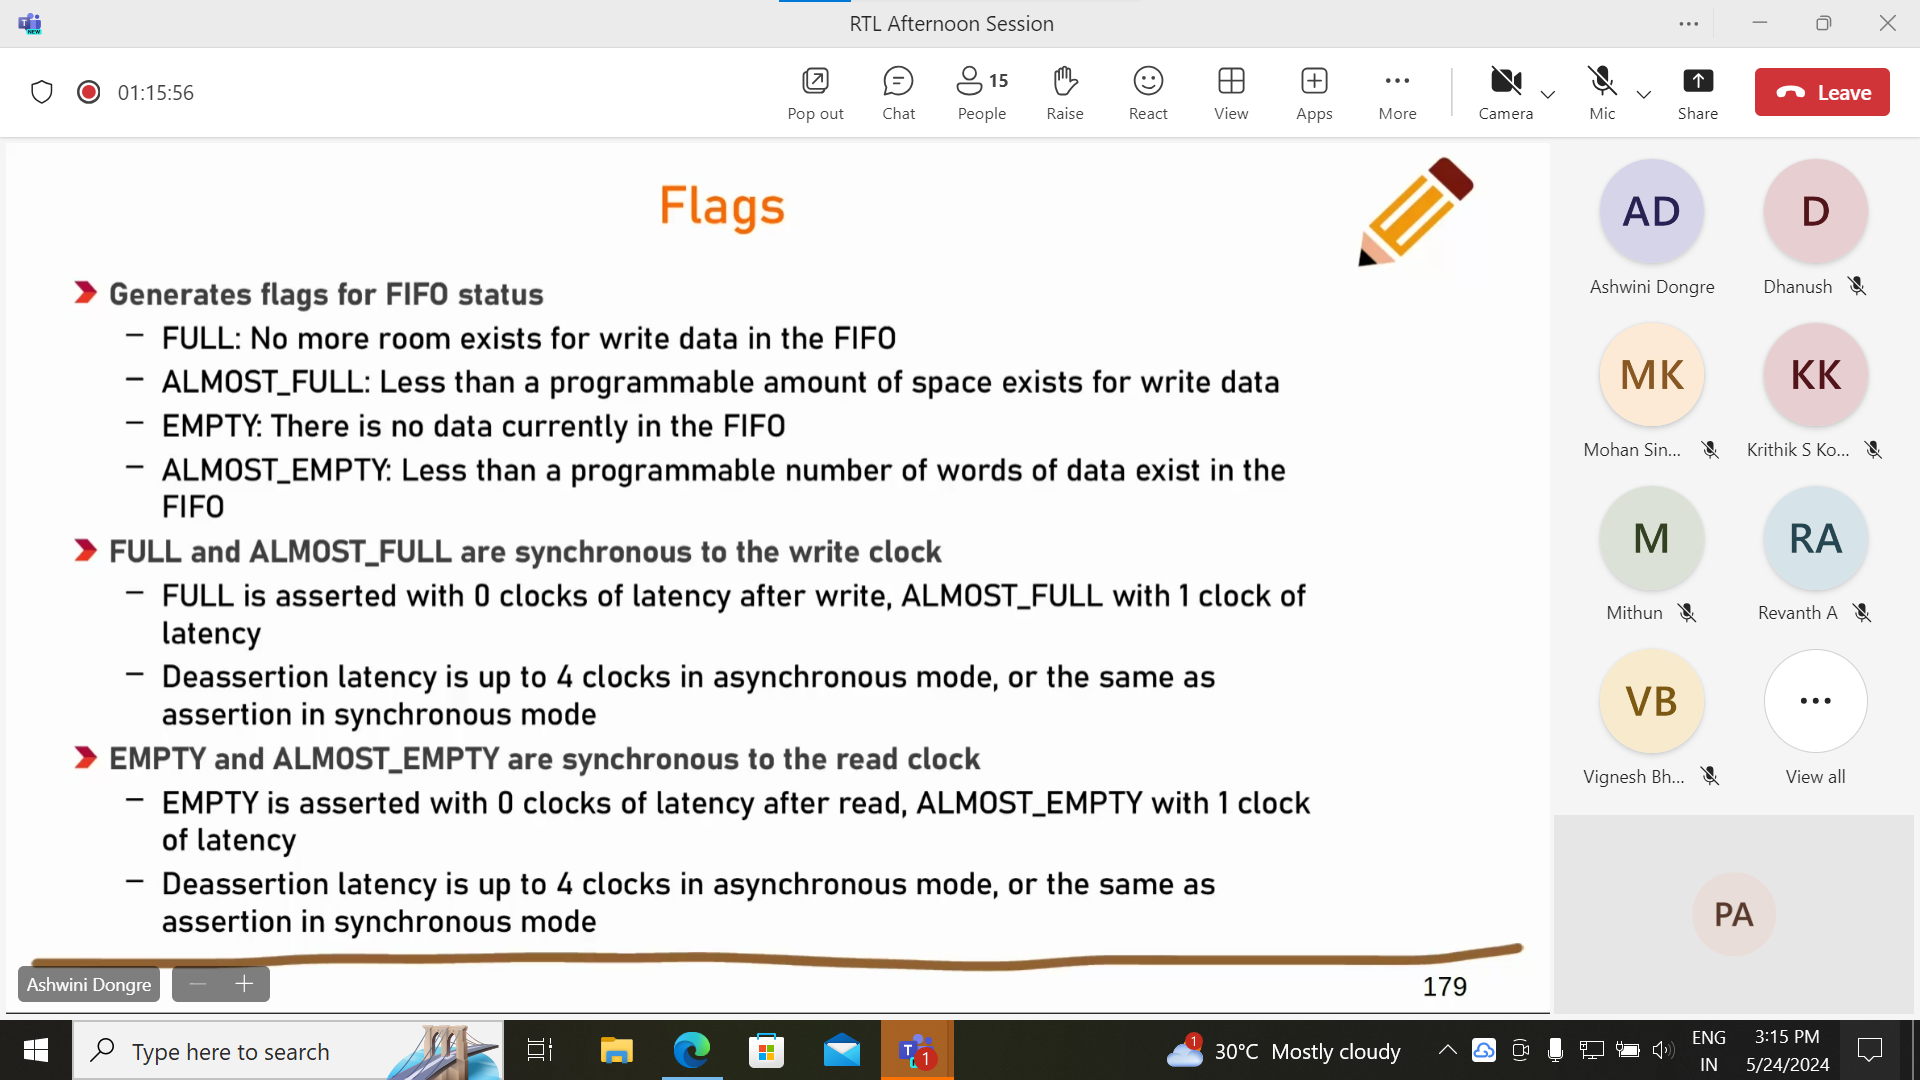 NEW
RTL Afternoon Session
01:15:56
Pop out
Chat
15
People
Raise
React
View
Apps
More
Camera
Mic
Share
Leave
Flags
Generates flags for FIFO status
– FULL: No more room exists for write data in the FIFO
– ALMOST_FULL: Less than a programmable amount of space exists for write data
– EMPTY: There is no data currently in the FIFO
– ALMOST_EMPTY: Less than a programmable number of words of data exist in the
FIFO
FULL and ALMOST_FULL are synchronous to the write clock
– FULL is asserted with 0 clocks of latency after write, ALMOST_FULL with 1 clock of
latency
– Deassertion latency is up to 4 clocks in asynchronous mode, or the same as
assertion in synchronous mode
EMPTY and ALMOST_EMPTY are synchronous to the read clock
– EMPTY is asserted with 0 clocks of latency after read, ALMOST_EMPTY with 1 clock
of latency
– Deassertion latency is up to 4 clocks in asynchronous mode, or the same as
assertion in synchronous mode
Ashwini Dongre
179
AD
Ashwini Dongre
D
Dhanush
MK
Mohan Sin...
KK
Krithik S Ko...
M
Mithun
RA
Revanth A
VB
Vignesh Bh...
View all
PA
Type here to search
1
1
30°C Mostly cloudy
ENG
IN
3:15 PM
5/24/2024